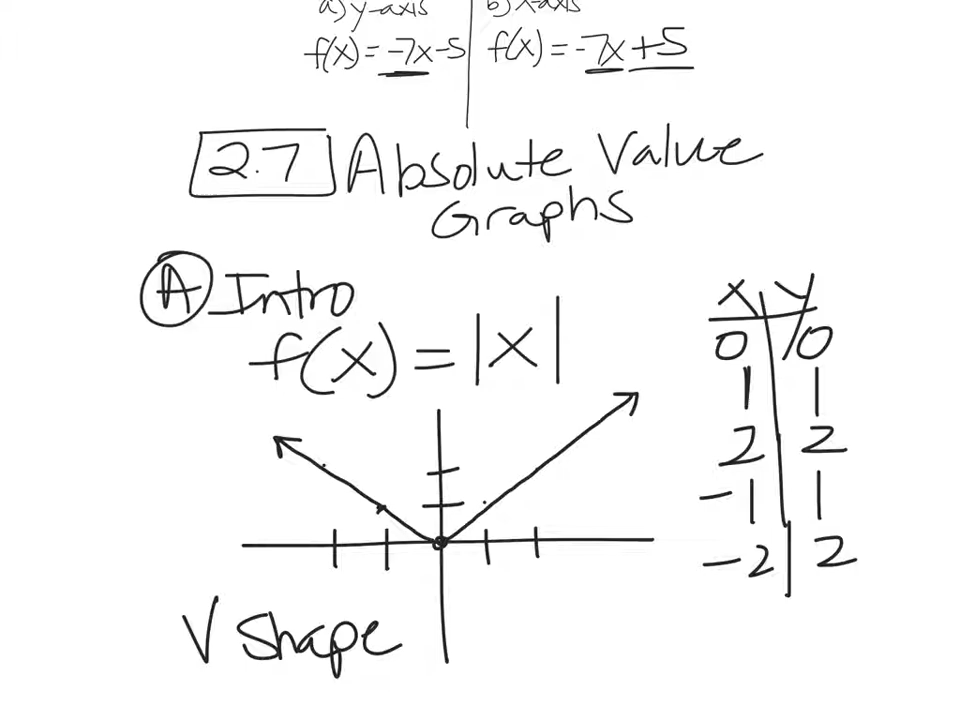 a) y-axis
b) x-axis
f(x) = -7x-5
f(x) = -7x+5
2.7 Absolute Value
Graphs
A Intro
f(x) = |x|
x y
0 0
1 1
2 2
-1 1
-2 2
V Shape